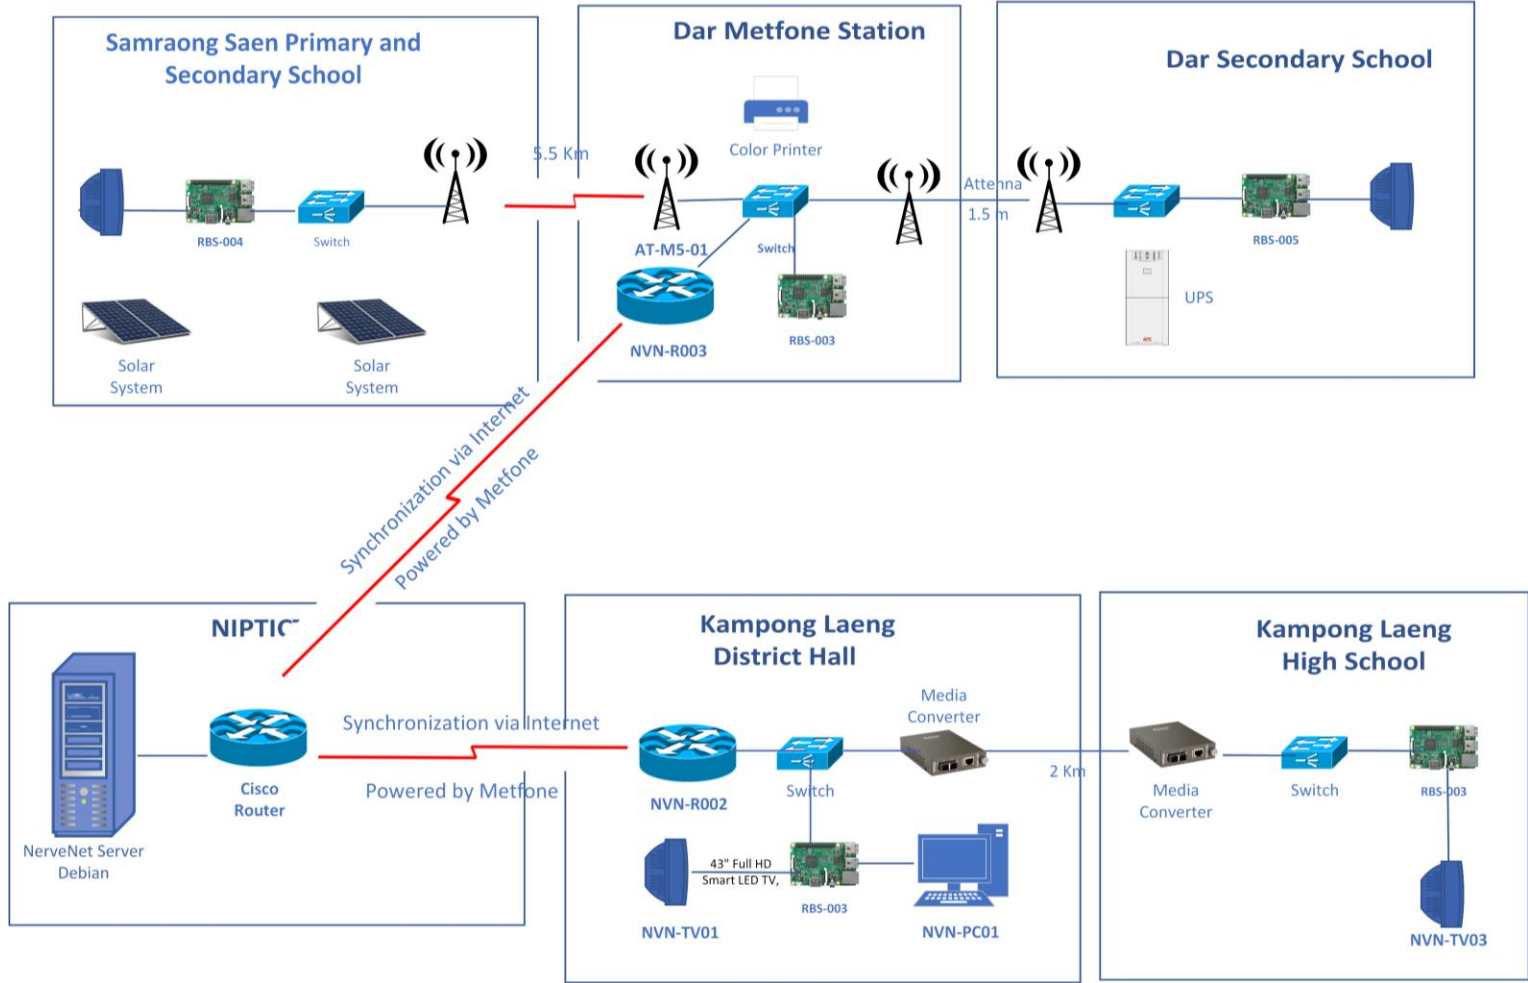 Samraong Saen Primary and
Secondary School
RBS-004
Switch
Solar
System
Solar
System
5.5 Km
Dar Metfone Station
Color Printer
AT-M5-01
Switch
NVN-R003
RBS-003
Attenna
1.5 m
Dar Secondary School
RBS-005
UPS
APC
Synchronization via Internet
Powered by Metfone
NIPTIC
NerveNet Server
Debian
Cisco
Router
Synchronization via Internet
Powered by Metfone
Kampong Laeng
District Hall
Media
Converter
NVN-R002
Switch
43" Full HD
Smart LED TV,
RBS-003
NVN-TV01
NVN-PC01
2 Km
Kampong Laeng
High School
Media
Converter
Switch
RBS-003
NVN-TV03